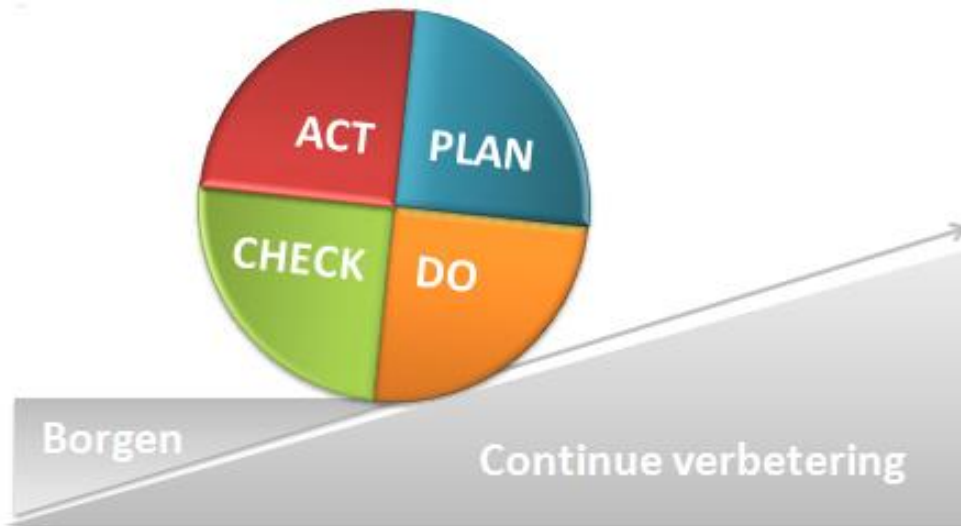 ACT
PLAN
CHECK
DO
Borgen
Continue verbetering